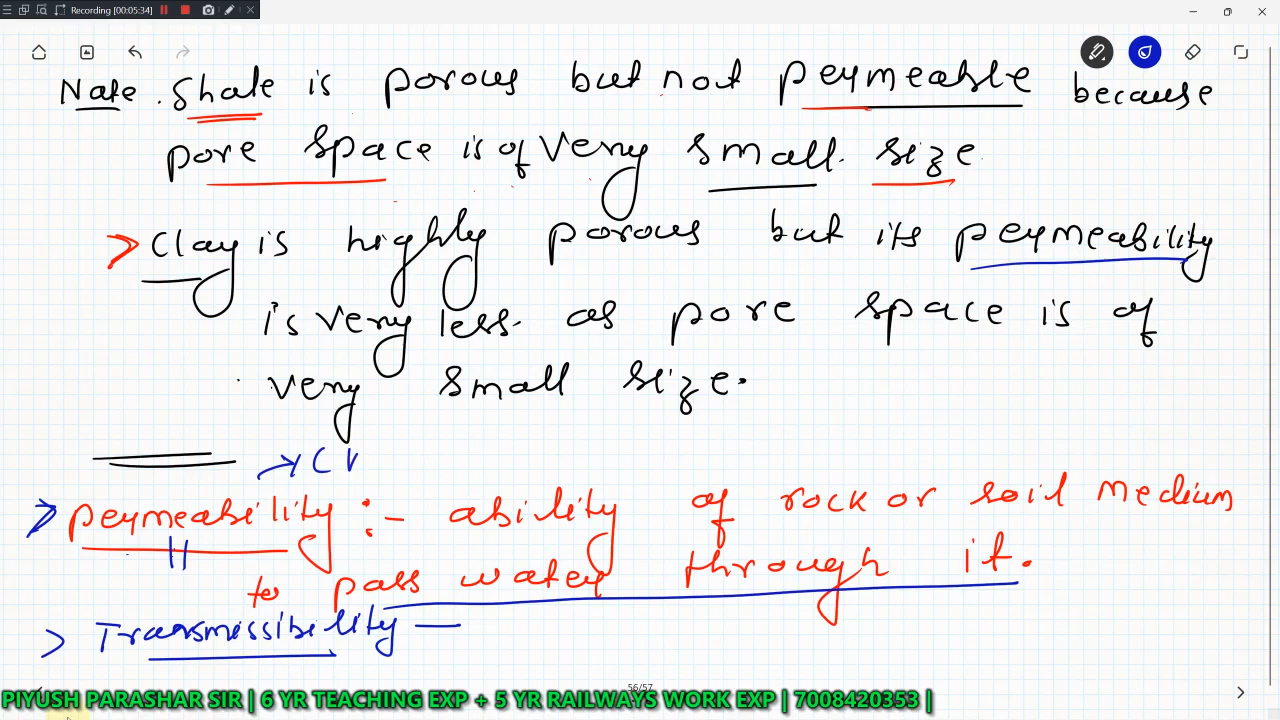 Recording [00:05:34]
Note. Shale is porous but not permeable because
pore space is of very small size
> Clay is highly porous but its permeability
is very less. as pore space is of
very small size.
→ C
> permeability :- ability of rock or soil medium
to pass water through it.
> Transmissibility —
56/57
PIYUSH PARASHAR SIR | 6 YR TEACHING EXP + 5 YR RAILWAYS WORK EXP | 7008420353 |